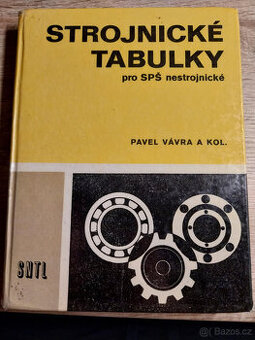 STROJNICKÉ
TABULKY
pro SPŠ nestrojnické
PAVEL VÁVRA A KOL.
SNTL
Bazos.cz